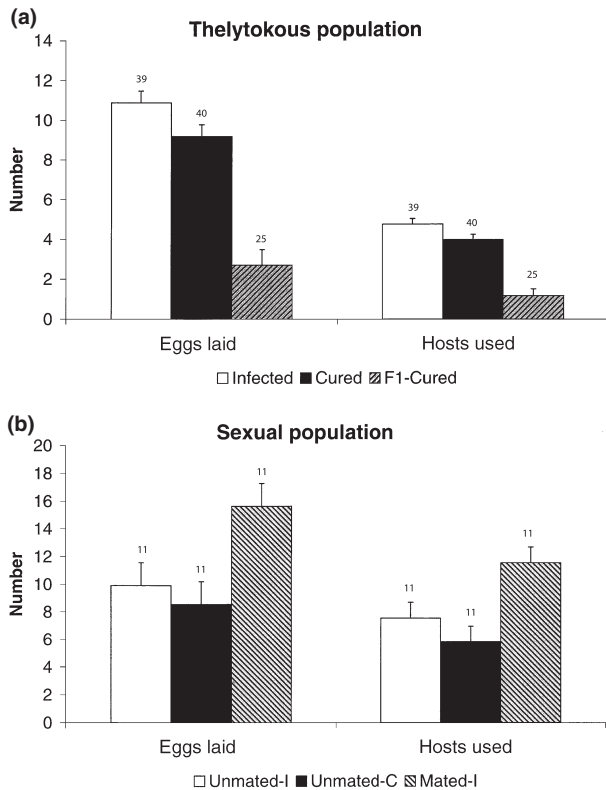 (a)
Thelytokous population
14
12
10
8
6
4
2
0
Number
39
40
25
39
40
25
Eggs laid
Hosts used
Infected Cured F1-Cured
(b)
Sexual population
20
18
16
14
12
10
8
6
4
2
0
Number
11
11
11
11
11
11
Eggs laid
Hosts used
Unmated-I Unmated-C Mated-I